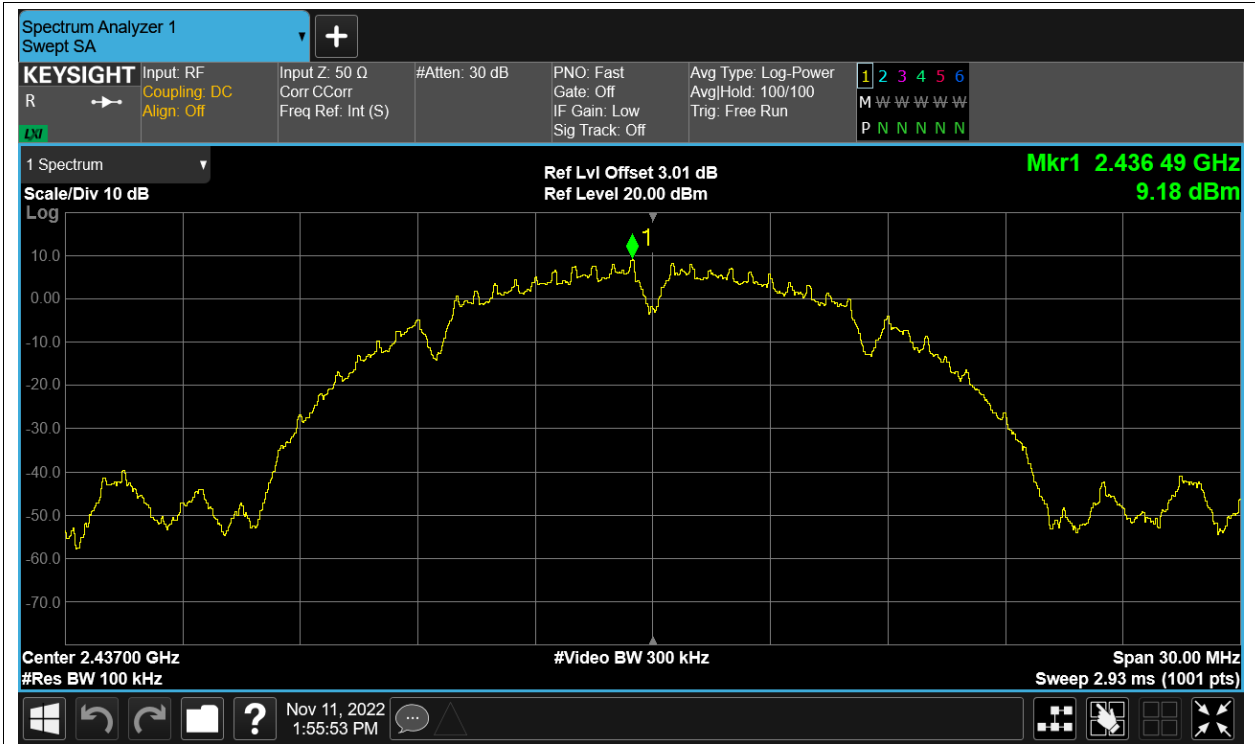 Spectrum Analyzer 1
Swept SA
+
KEYSIGHT
R
LXI
Input: RF
Coupling: DC
Align: Off
Input Z: 50 Ω
Corr CCorr
Freq Ref: Int (S)
#Atten: 30 dB
PNO: Fast
Gate: Off
IF Gain: Low
Sig Track: Off
Avg Type: Log-Power
Avg|Hold: 100/100
Trig: Free Run
1 2 3 4 5 6
M W W W W W
P N N N N N
1 Spectrum
Scale/Div 10 dB
Ref Lvl Offset 3.01 dB
Ref Level 20.00 dBm
Mkr1 2.436 49 GHz
9.18 dBm
Log
1
10.0
0.00
-10.0
-20.0
-30.0
-40.0
-50.0
-60.0
-70.0
Center 2.43700 GHz
#Video BW 300 kHz
Span 30.00 MHz
#Res BW 100 kHz
Sweep 2.93 ms (1001 pts)
?
Nov 11, 2022
1:55:53 PM